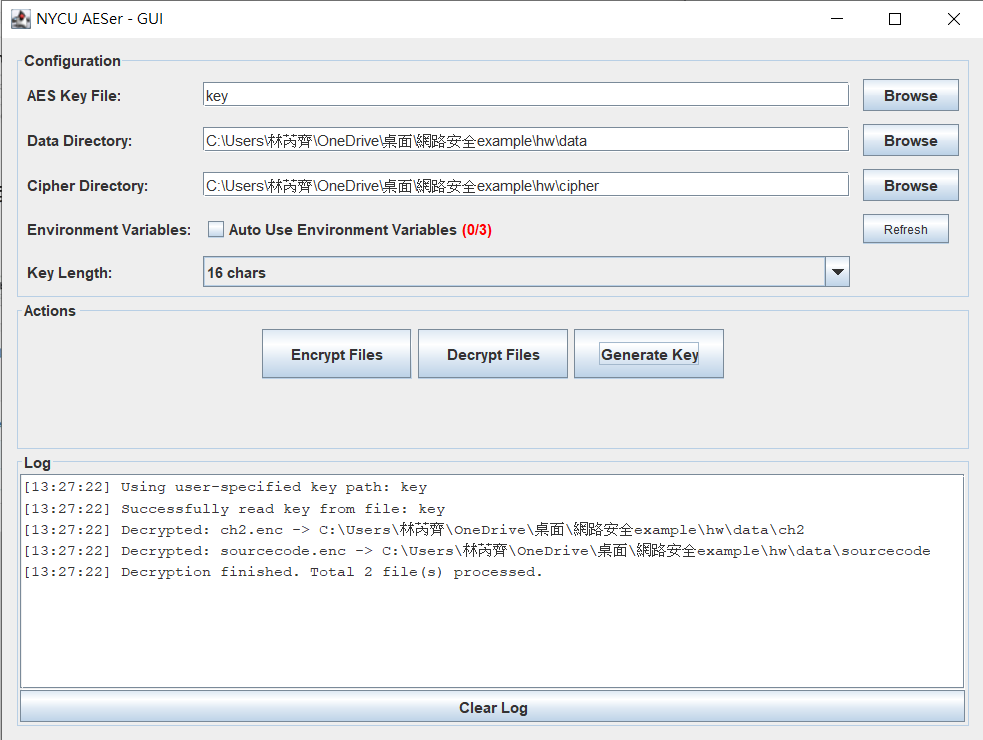 NYCU AESer - GUI
Configuration
AES Key File: key Browse
Data Directory: C:\Users\林芮齊\OneDrive\桌面\網路安全example\hw\data Browse
Cipher Directory: C:\Users\林芮齊\OneDrive\桌面\網路安全example\hw\cipher Browse
Environment Variables: Auto Use Environment Variables (0/3) Refresh
Key Length: 16 chars
Actions
Encrypt Files Decrypt Files Generate Key
Log
[13:27:22] Using user-specified key path: key
[13:27:22] Successfully read key from file: key
[13:27:22] Decrypted: ch2.enc -> C:\Users\林芮齊\OneDrive\桌面\網路安全example\hw\data\ch2
[13:27:22] Decrypted: sourcecode.enc -> C:\Users\林芮齊\OneDrive\桌面\網路安全example\hw\data\sourcecode
[13:27:22] Decryption finished. Total 2 file(s) processed.
Clear Log